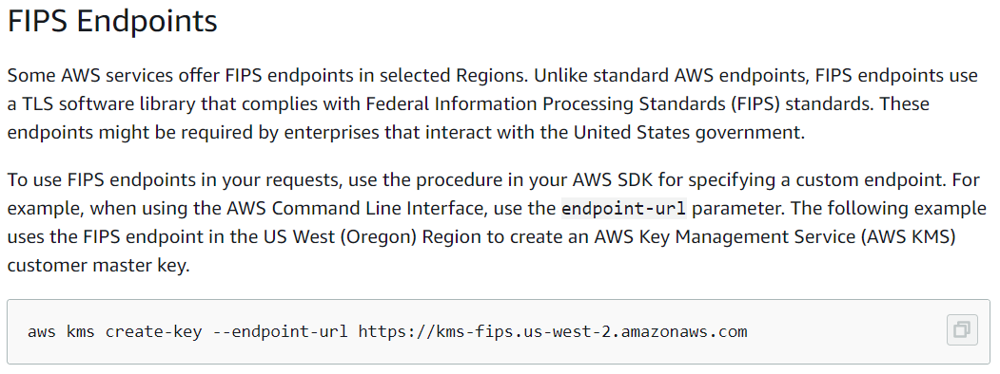 FIPS Endpoints
Some AWS services offer FIPS endpoints in selected Regions. Unlike standard AWS endpoints, FIPS endpoints use
a TLS software library that complies with Federal Information Processing Standards (FIPS) standards. These
endpoints might be required by enterprises that interact with the United States government.
To use FIPS endpoints in your requests, use the procedure in your AWS SDK for specifying a custom endpoint. For
example, when using the AWS Command Line Interface, use the endpoint-url parameter. The following example
uses the FIPS endpoint in the US West (Oregon) Region to create an AWS Key Management Service (AWS KMS)
customer master key.
aws kms create-key --endpoint-url https://kms-fips.us-west-2.amazonaws.com